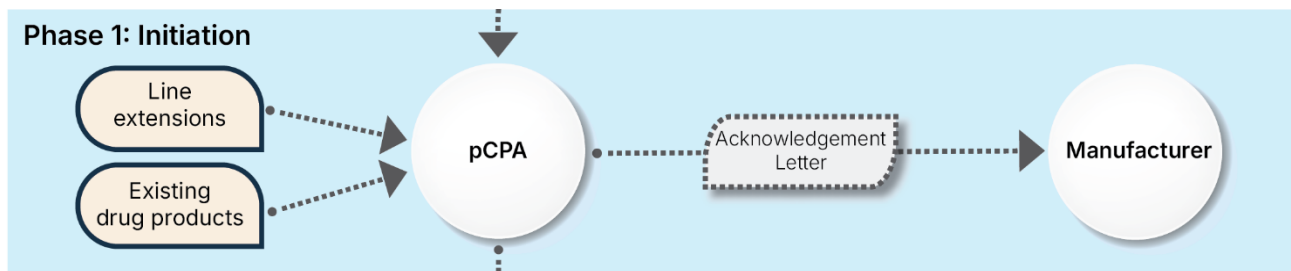 Phase 1: Initiation
Line
extensions
Existing
drug products
pCPA
Acknowledgement
Letter
Manufacturer